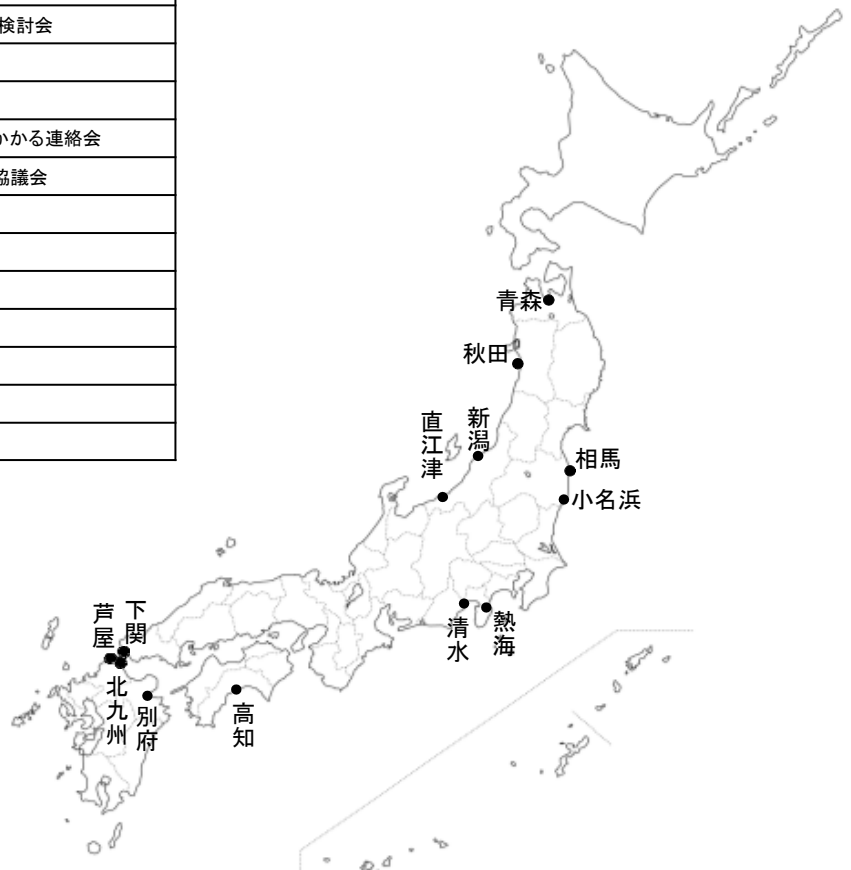 検討会
かかる連絡会
協議会
青森
秋田
新潟
直江津
相馬
小名浜
熱海
清水
下関
芦屋
北九州
別府
高知